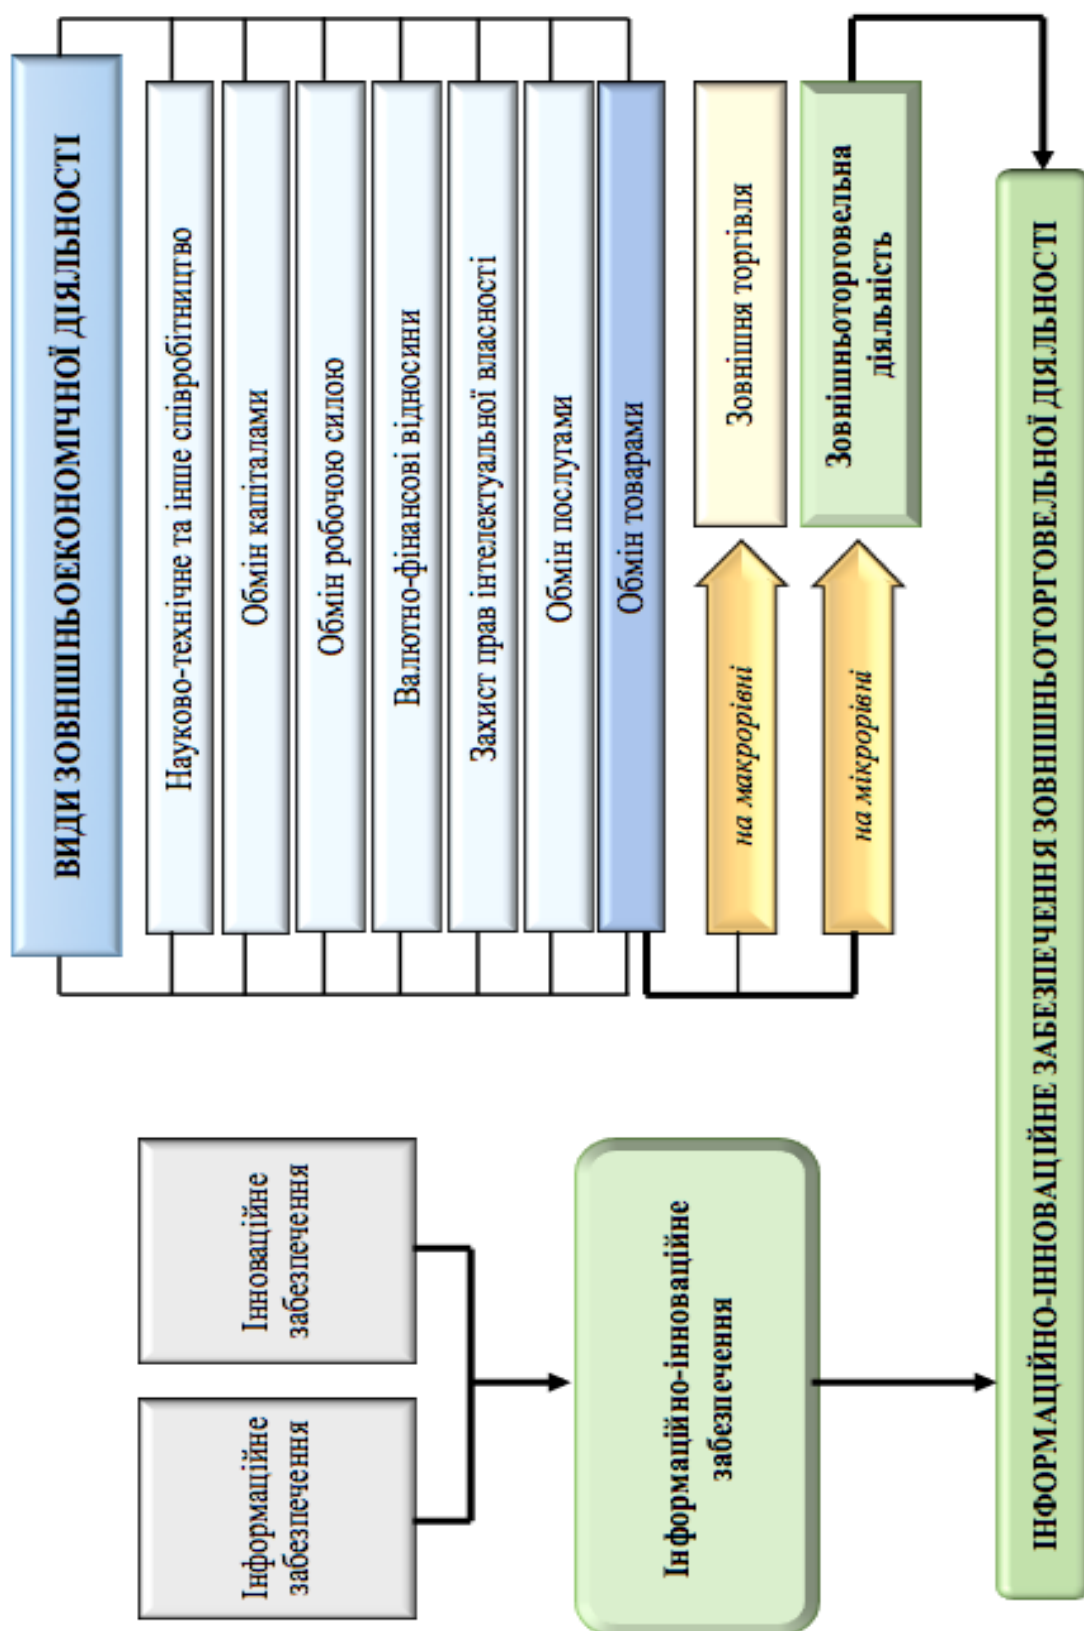 ВИДИ ЗОВНІШНЬОЕКОНОМІЧНОЇ ДІЯЛЬНОСТІ
Науково-технічне та інше співробітництво
Обмін капіталами
Обмін робочою силою
Валютно-фінансові відносини
Захист прав інтелектуальної власності
Обмін послугами
Обмін товарами
на макрорівні
Зовнішня торгівля
на мікрорівні
Зовнішньоторговельна
діяльність
Інформаційне
забезпечення
Інноваційне
забезпечення
Інформаційно-інноваційне
забезпечення
ІНФОРМАЦІЙНО-ІННОВАЦІЙНЕ ЗАБЕЗПЕЧЕННЯ ЗОВНІШНЬОТОРГОВЕЛЬНОЇ ДІЯЛЬНОСТІ